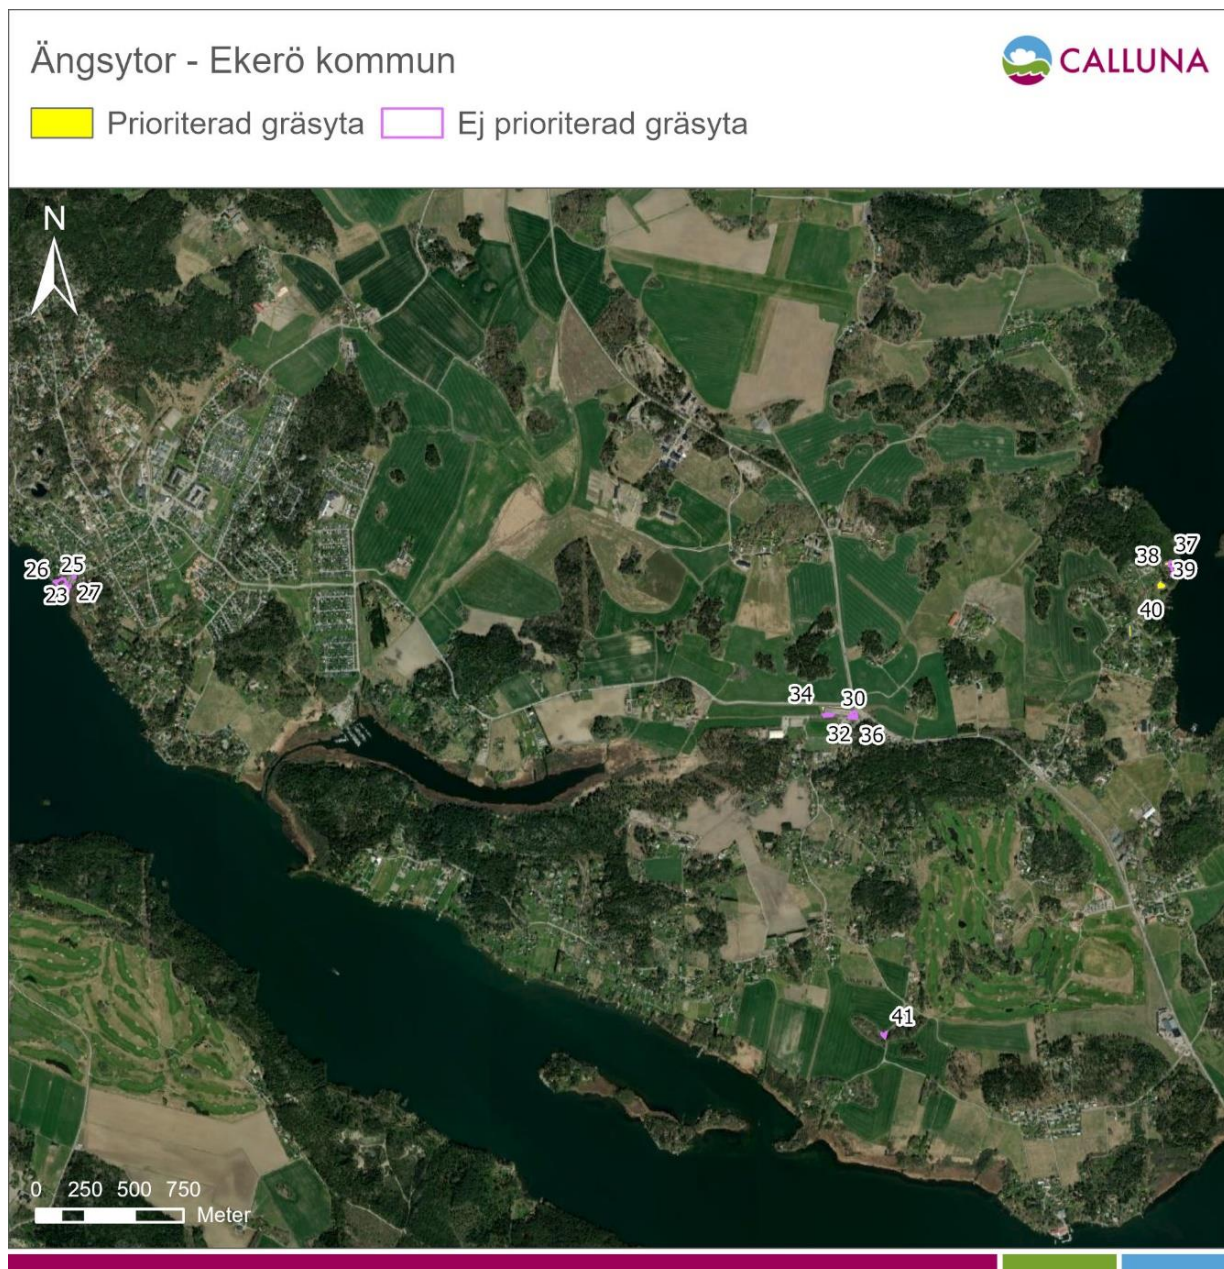 Ängsytor - Ekerö kommun
CALLUNA
Prioriterad gräsyta
Ej prioriterad gräsyta
N
26
25
23
27
37
38
39
40
34
30
32
36
41
0 250 500 750
Meter